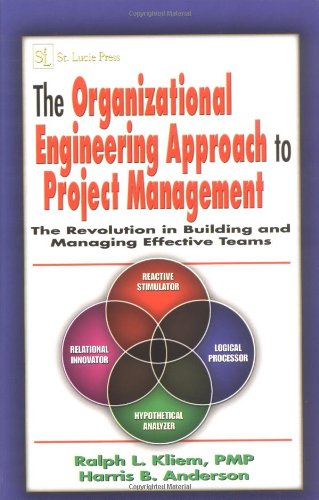 SL St. Lucie Press
The Organizational
Engineering Approach to
Project Management
The Revolution in Building and
Managing Effective Teams
REACTIVE
STIMULATOR
RELATIONAL
INNOVATOR
LOGICAL
PROCESSOR
HYPOTHETICAL
ANALYZER
Ralph L. Kliem, PMP
Harris B. Anderson